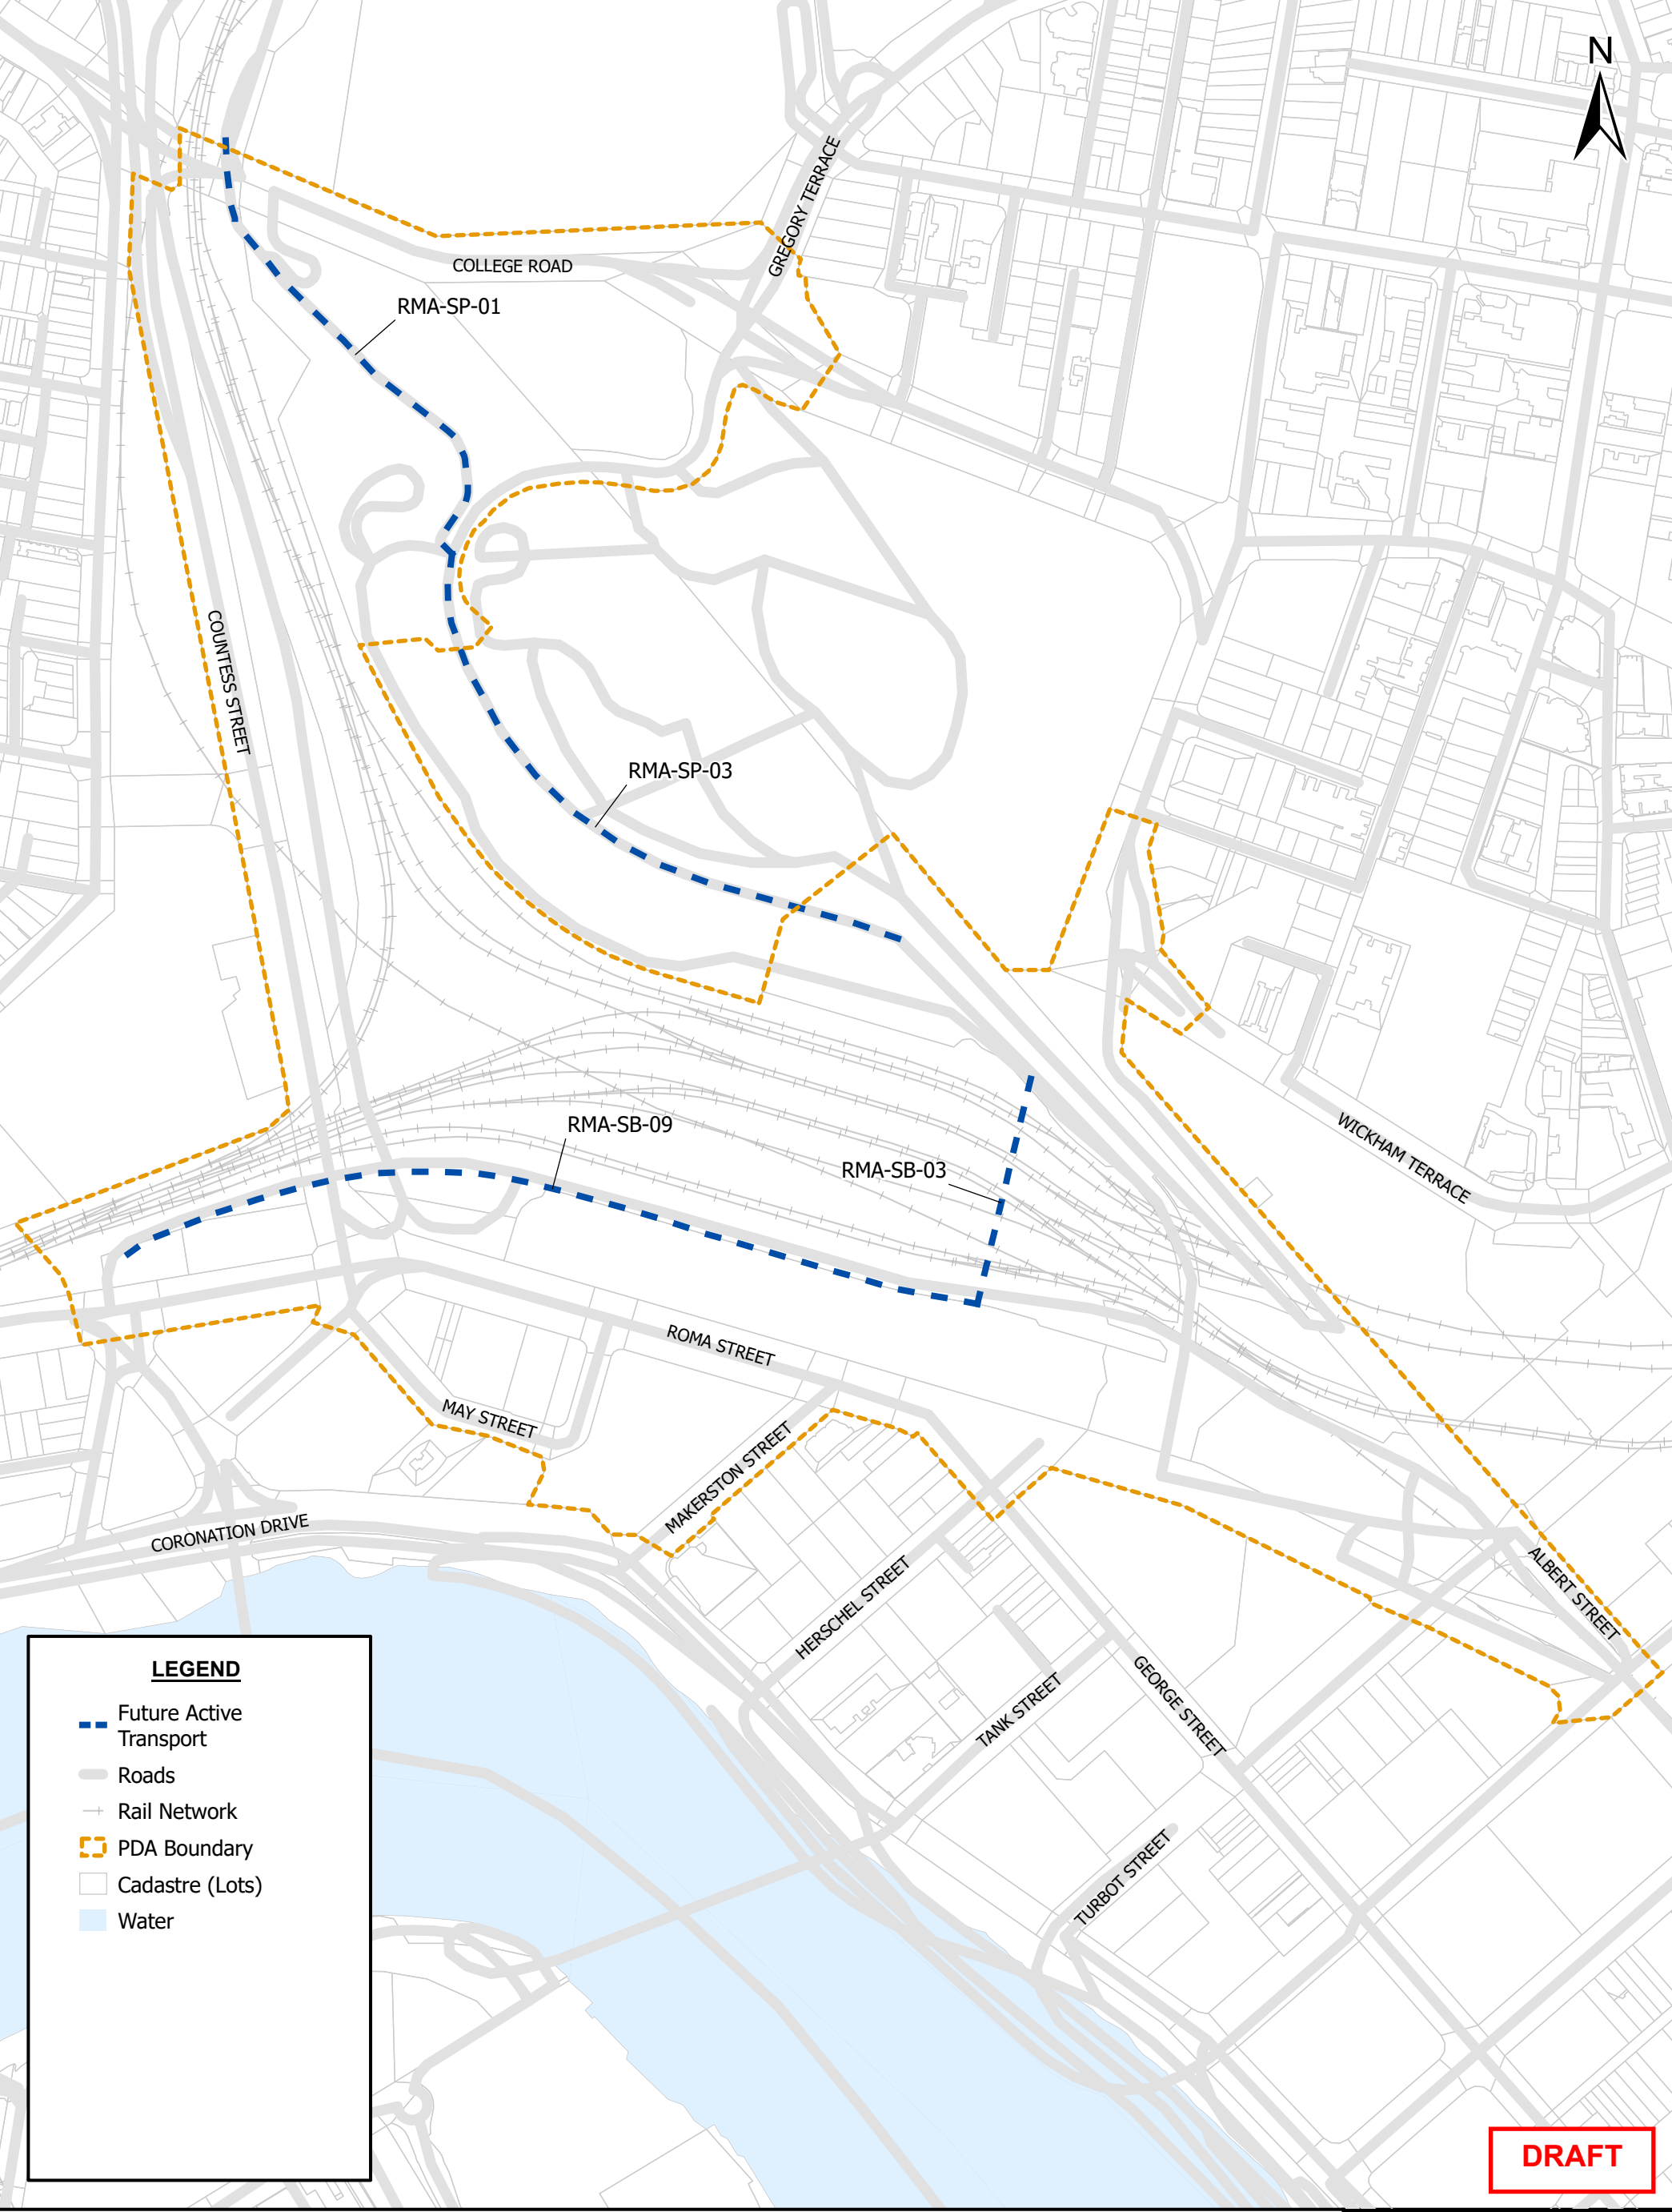 N
GREGORY TERRACE
COLLEGE ROAD
RMA-SP-01
COUNTESS STREET
RMA-SP-03
RMA-SB-09
RMA-SB-03
WICKHAM TERRACE
ROMA STREET
MAY STREET
MAKERSTON STREET
CORONATION DRIVE
ALBERT STREET
HERSCHEL STREET
TANK STREET
GEORGE STREET
TURBOT STREET
LEGEND
Future Active
Transport
Roads
Rail Network
PDA Boundary
Cadastre (Lots)
Water
DRAFT